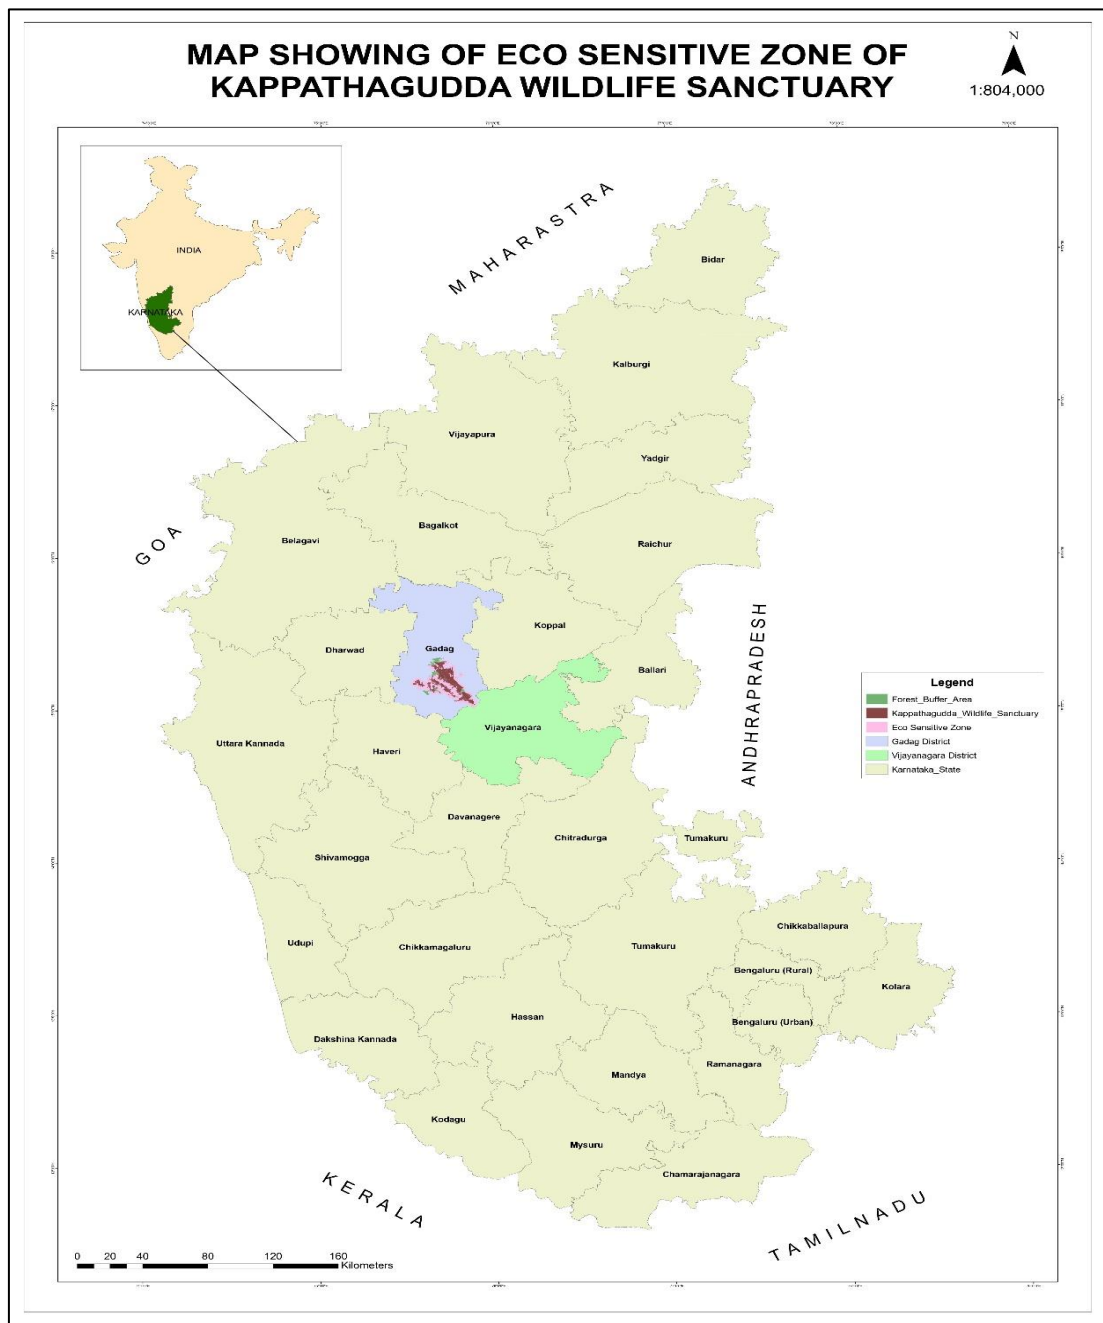 MAP SHOWING OF ECO SENSITIVE ZONE OF
KAPPATHAGUDDA WILDLIFE SANCTUARY
N
1:804,000
INDIA
KARNATAKA
MAHARASTRA
GOA
ANDHRAPRADESH
KERALA
TAMILNADU
Bidar
Kalburgi
Vijayapura
Yadgir
Bagalkot
Belagavi
Raichur
Koppal
Gadag
Dharwad
Ballari
Vijayanagara
Uttara Kannada
Haveri
Davanagere
Chitradurga
Tumakuru
Shivamogga
Chikkaballapura
Udupi
Chikkamagaluru
Tumakuru
Bengaluru (Rural)
Kolara
Hassan
Bengaluru (Urban)
Dakshina Kannada
Ramanagara
Mandya
Kodagu
Mysuru
Chamarajanagara
Legend
Forest_Buffer_Area
Kappathagudda_Wildlife_Sanctuary
Eco Sensitive Zone
Gadag District
Vijayanagara District
Karnataka_State
0 20 40 80 120 160
Kilometers